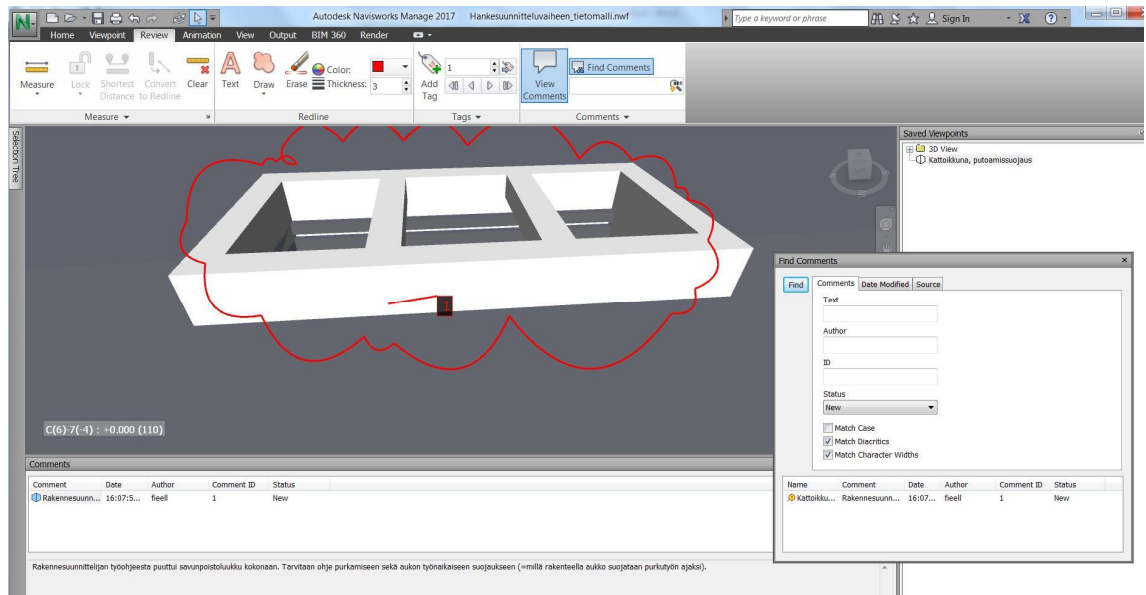 Autodesk Navisworks Manage 2017 Hankesuunnitteluvaiheen_tietomalli.nwf
Type a keyword or phrase
Sign In
Home Viewpoint Review Animation View Output BIM 360 Render
Measure
Lock
Shortest Distance
Convert to Redline
Clear
Text
Draw
Erase
Color:
Thickness: 3
Add Tag
1
View Comments
Find Comments
Measure
Redline
Tags
Comments
Selection Tree
Saved Viewpoints
3D View
Kattoikkuna, putoamissuojaus
1
C(6)-7(-4) : +0.000 (110)
Find Comments
Find
Comments Date Modified Source
Text
Author
ID
Status
New
Match Case
Match Diacritics
Match Character Widths
Name Comment Date Author Comment ID Status
Kattoikku... Rakennesuunn... 16:07... fieell 1 New
Comments
Comment Date Author Comment ID Status
Rakennesuunn... 16:07:5... fieell 1 New
Rakennesuunnittelijan työohjeesta puuttui savunpoistoluukku kokonaan. Tarvitaan ohje purkamiseen sekä aukon työnaikaiseen suojaukseen (=millä rakenteella aukko suojataan purkutyön ajaksi).